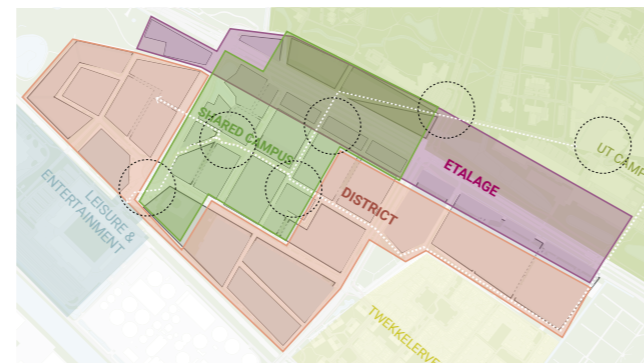 SHARED CAMPUS
ETALAGE
UT CAMP
DISTRICT
LEISURE &
ENTERTAINMENT
TWEKKELERVE